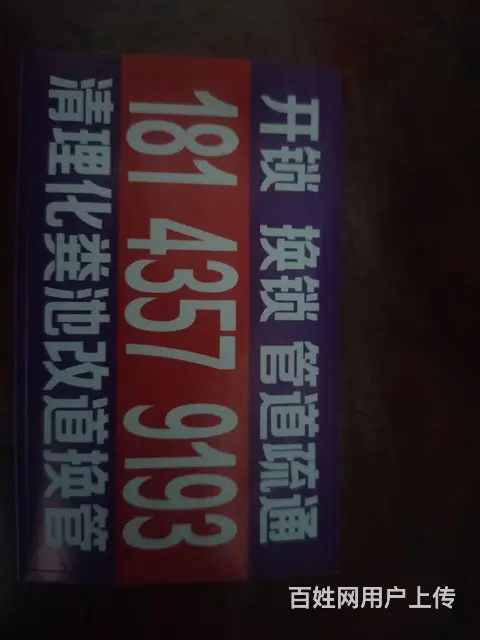 开锁 换锁 管道疏通
181 4357 9193
清理化粪池改道换管
百姓网用户上传